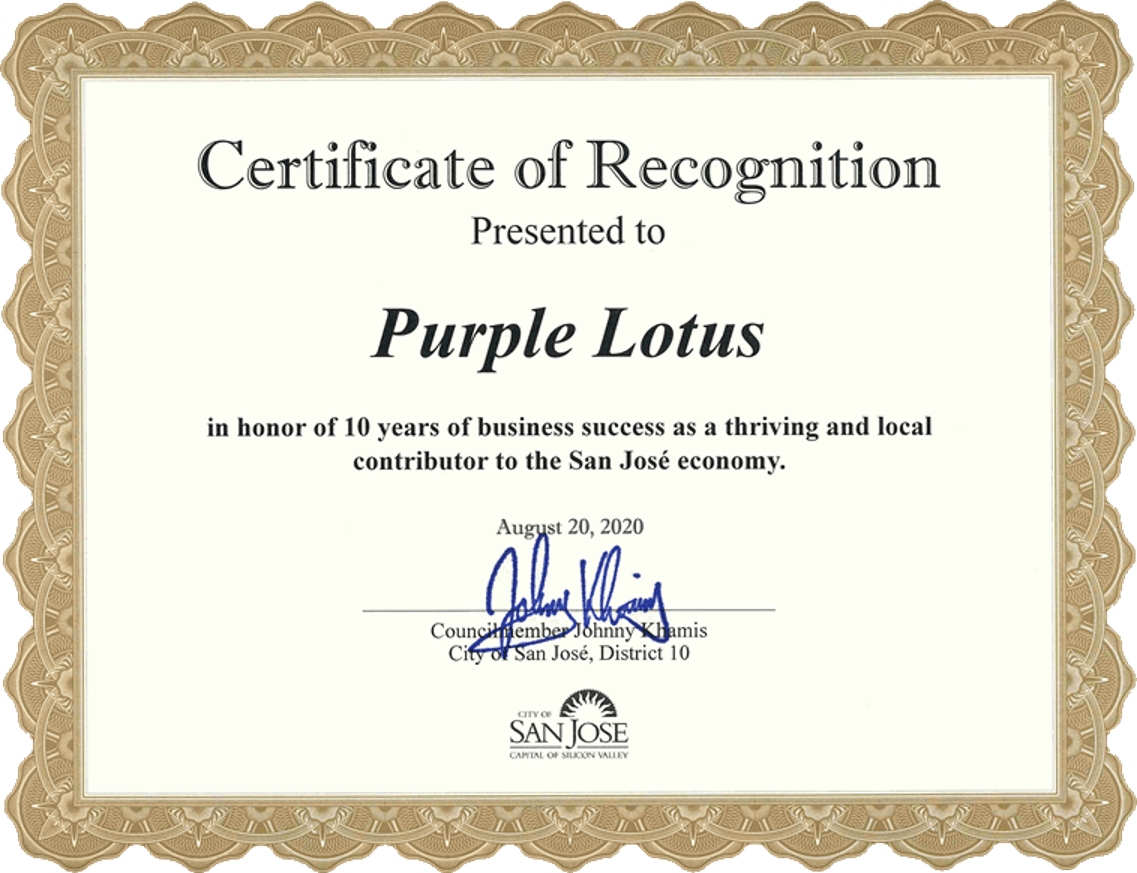 Certificate of Recognition
Presented to
Purple Lotus
in honor of 10 years of business success as a thriving and local
contributor to the San José economy.
August 20, 2020
Johnny Khamis
Councilmember Johnny Khamis
City of San José, District 10
CITY OF
SAN JOSE
CAPITAL OF SILICON VALLEY